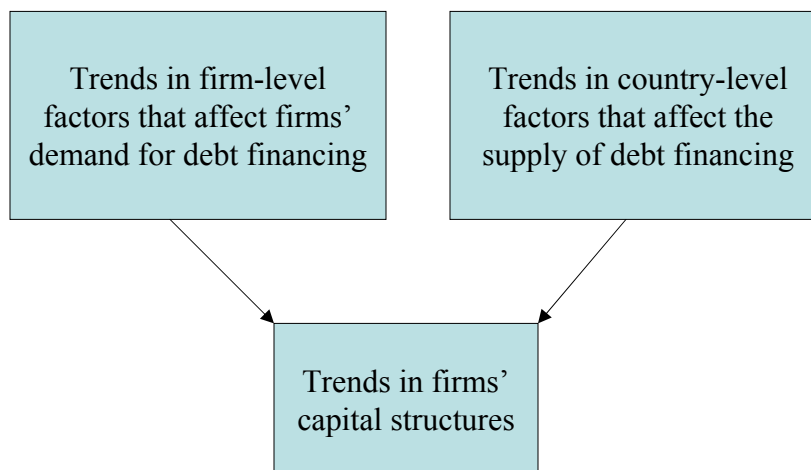 Trends in firm-level
factors that affect firms’
demand for debt financing
Trends in country-level
factors that affect the
supply of debt financing
Trends in firms’
capital structures